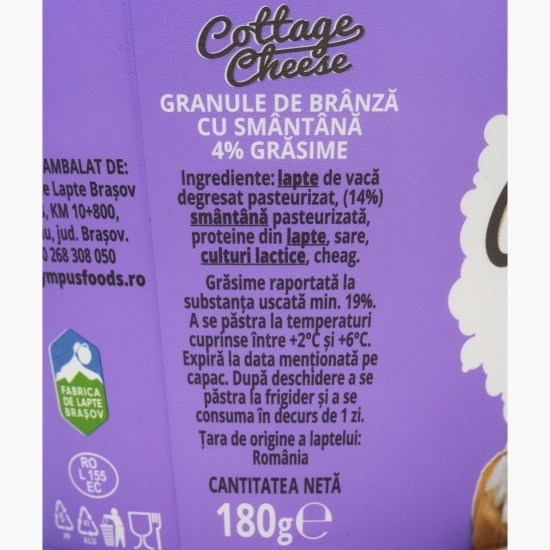 Cottage
Cheese
GRANULE DE BRÂNZĂ
CU SMÂNTÂNĂ
4% GRĂSIME
Ingrediente: lapte de vacă
degresat pasteurizat, (14%)
smântână pasteurizată,
proteine din lapte, sare,
culturi lactice, cheag.
Grăsime raportată la
substanța uscată min. 19%.
A se păstra la temperaturi
cuprinse între +2°C și +6°C.
Expiră la data menționată pe
capac. După deschidere a se
păstra la frigider și a se
consuma în decurs de 1 zi.
Țara de origine a laptelui:
România
CANTITATEA NETĂ
180g℮
AMBALAT DE:
e Lapte Brașov
KM 10+800,
jud. Brașov.
0 268 308 050
ympusfoods.ro
FABRICA
DE LAPTE
BRAȘOV
RO
L 155
EC
PP
ALU